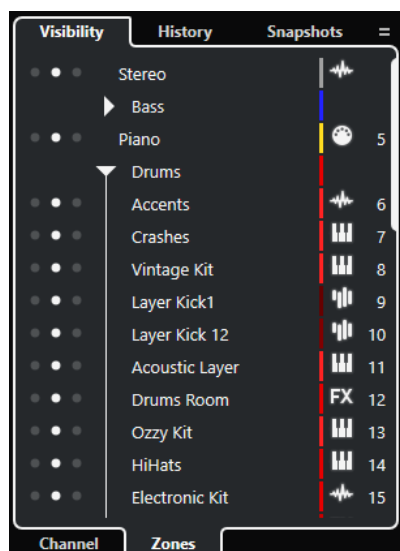 Visibility History Snapshots
Stereo
Bass
Piano 5
Drums
Accents 6
Crashes 7
Vintage Kit 8
Layer Kick1 9
Layer Kick 12 10
Acoustic Layer 11
Drums Room FX 12
Ozzy Kit 13
HiHats 14
Electronic Kit 15
Channel Zones